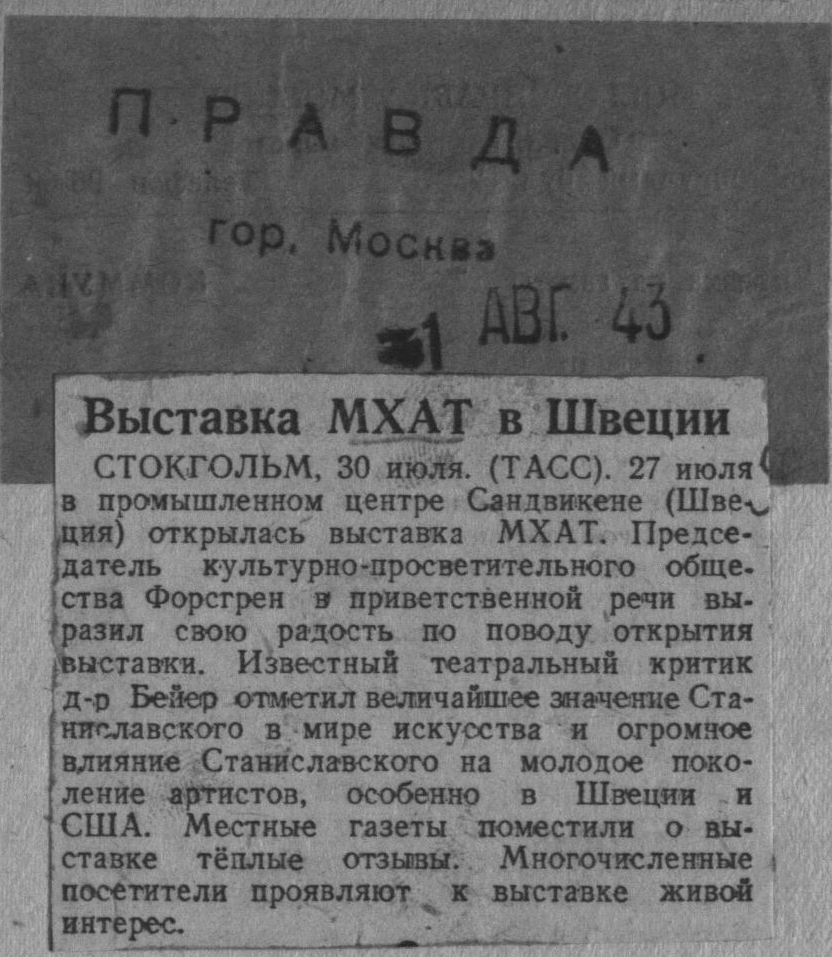 ПРАВДА
гор. Москва
1 АВГ. 43
Выставка МХАТ в Швеции
СТОКГОЛЬМ, 30 июля. (ТАСС). 27 июля
в промышленном центре Сандвикене (Шве-
ция) открылась выставка МХАТ. Предсе-
датель культурно-просветительного обще-
ства Форстрен в приветственной речи вы-
разил свою радость по поводу открытия
выставки. Известный театральный критик
д-р Бейер отметил величайшее значение Ста-
ниславского в мире искусства и огромное
влияние Станиславского на молодое поко-
ление артистов, особенно в Швеции и
США. Местные газеты поместили о вы-
ставке тёплые отзывы. Многочисленные
посетители проявляют к выставке живой
интерес.